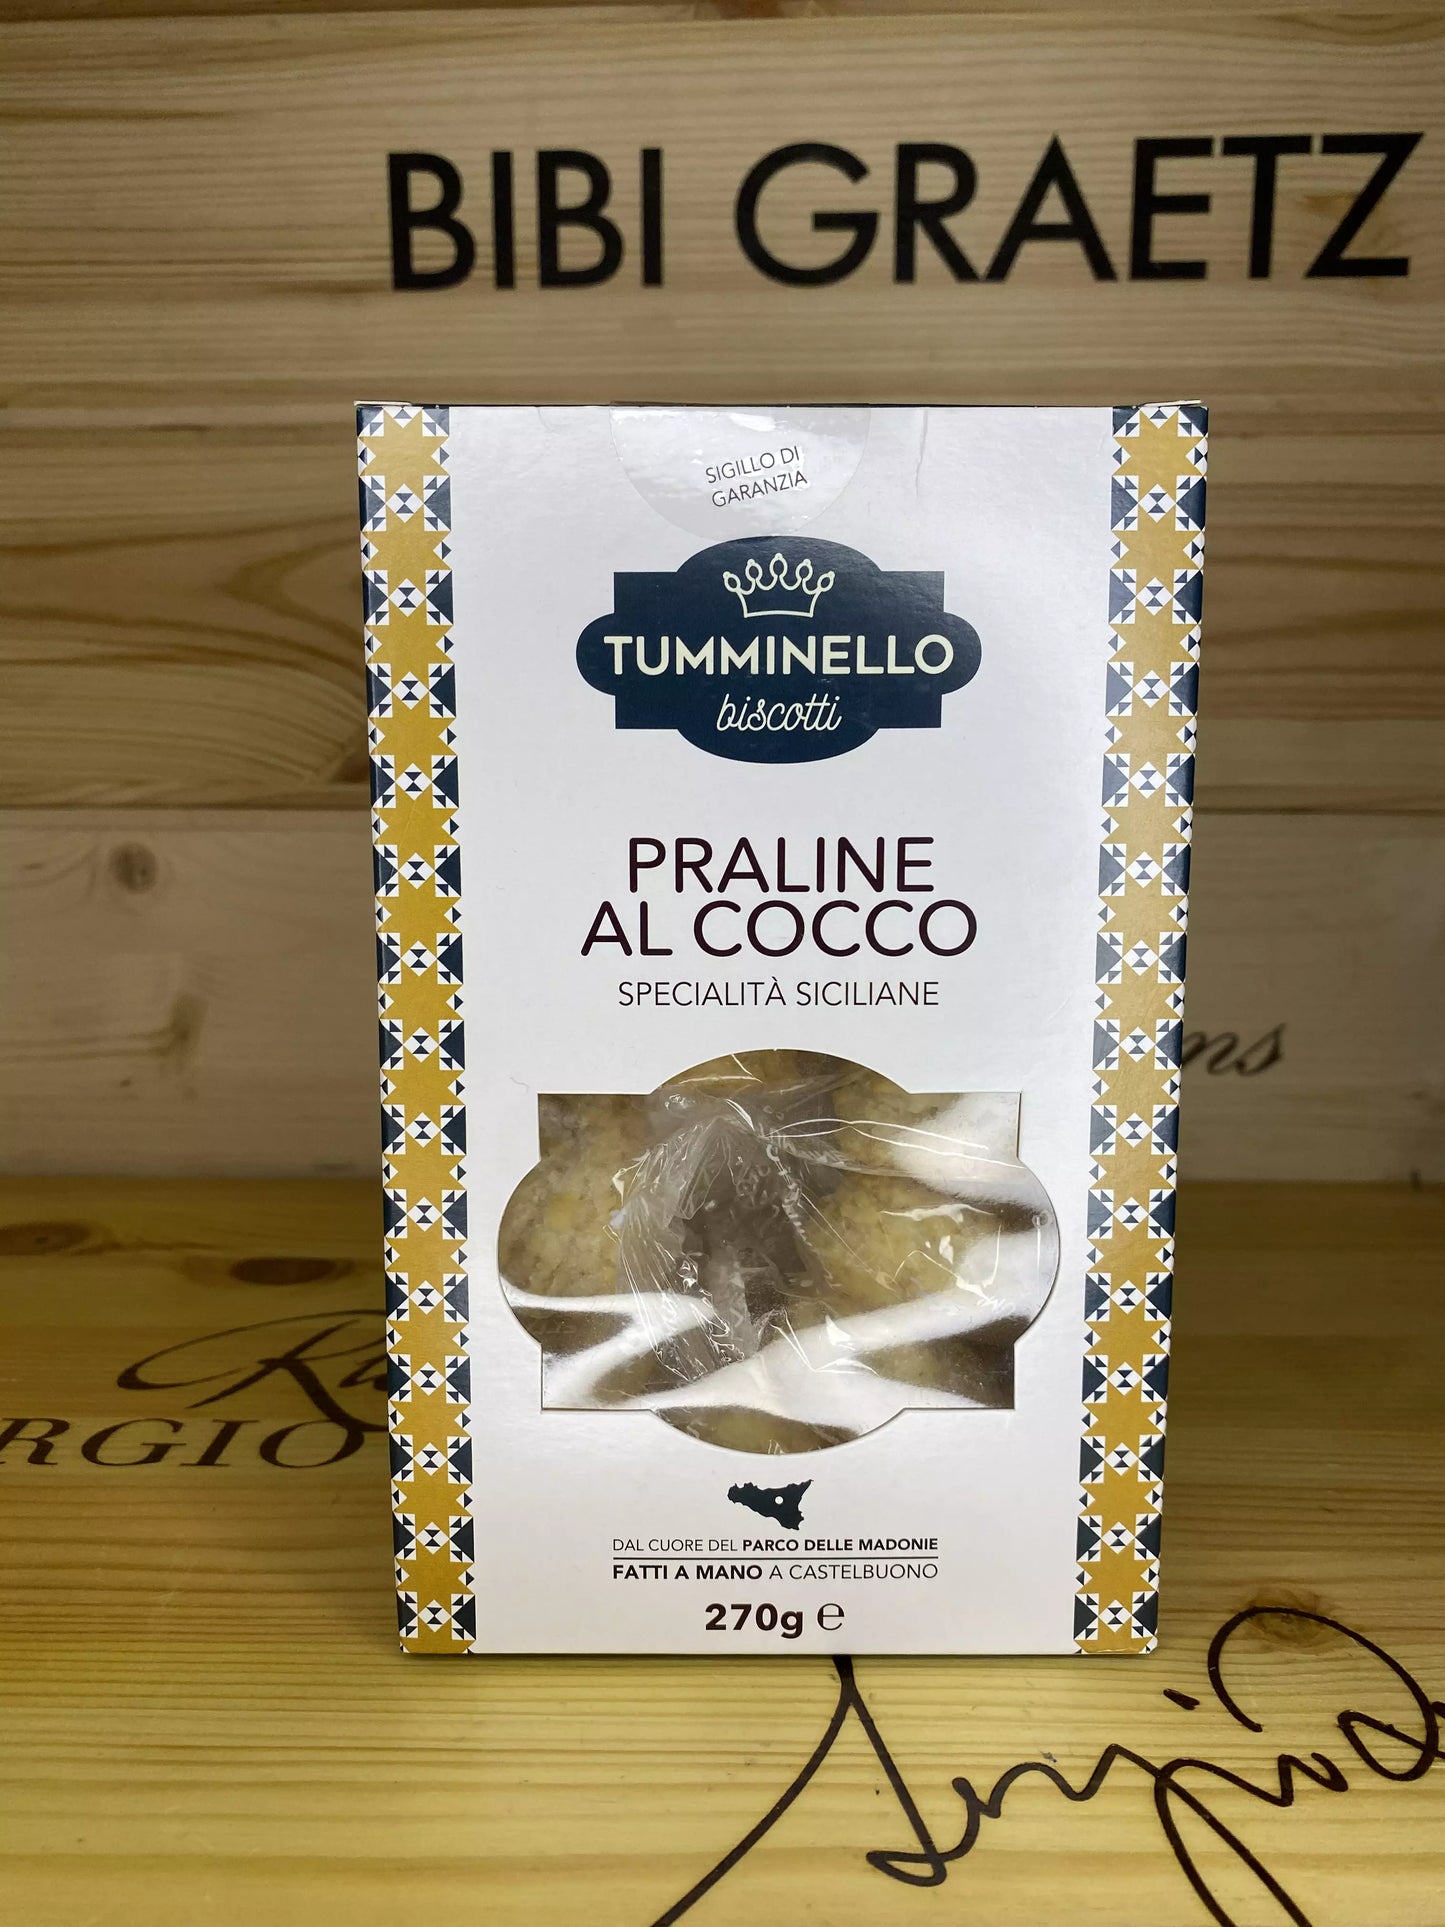 BIBI GRAETZ
SIGILLO DI
GARANZIA
TUMMINELLO
biscotti
PRALINE
AL COCCO
SPECIALITÀ SICILIANE
DAL CUORE DEL PARCO DELLE MADONIE
FATTI A MANO A CASTELBUONO
270g ℮